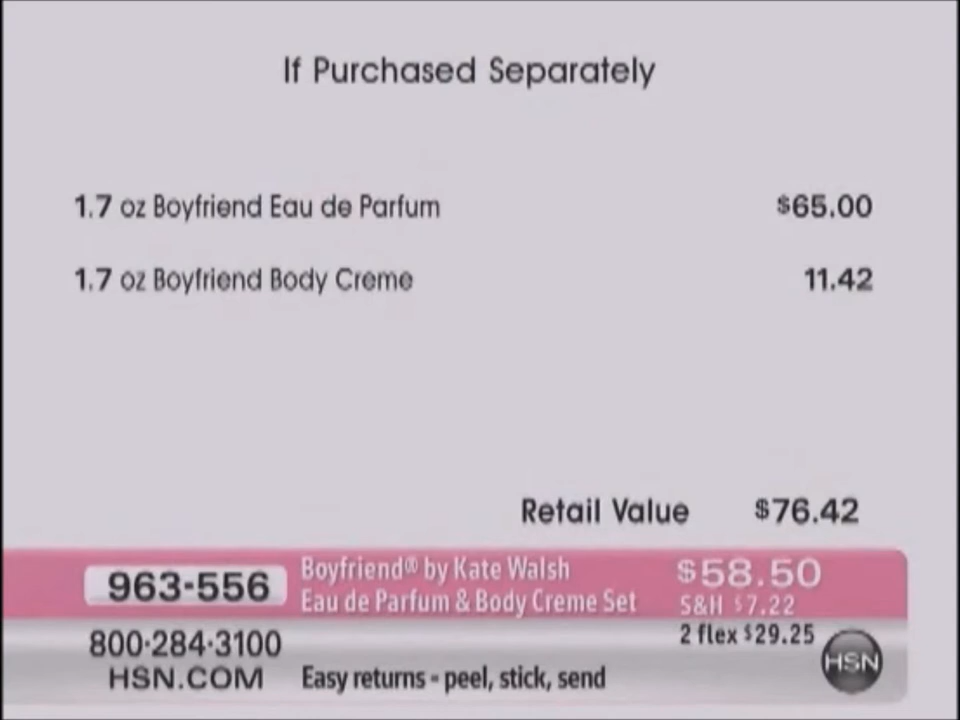 If Purchased Separately
1.7 oz Boyfriend Eau de Parfum $65.00
1.7 oz Boyfriend Body Creme 11.42
Retail Value $76.42
963-556
Boyfriend® by Kate Walsh
Eau de Parfum & Body Creme Set
$58.50
S&H $7.22
2 flex $29.25
800·284·3100
HSN.COM
Easy returns - peel, stick, send
HSN